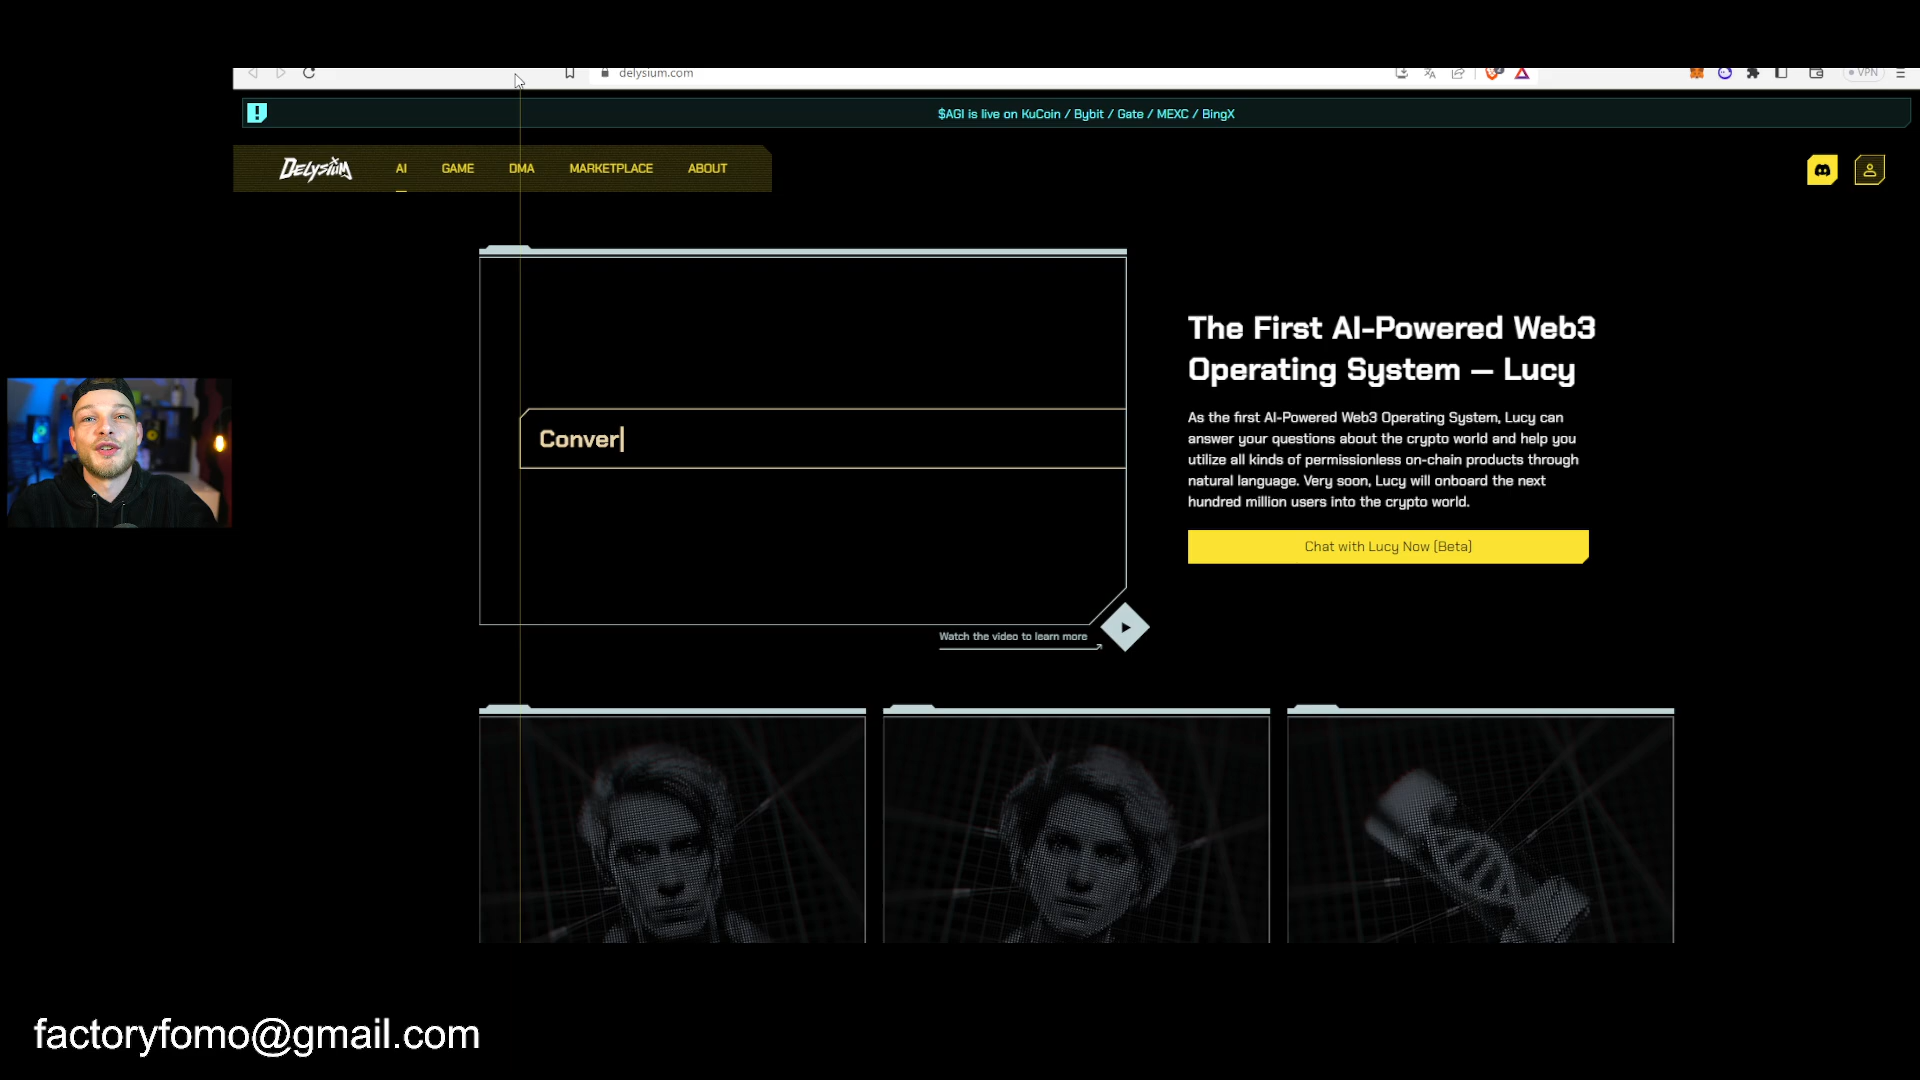 delysium.com
VPN
$AGI is live on KuCoin / Bybit / Gate / MEXC / BingX
DELYSIUM
AI
GAME
DMA
MARKETPLACE
ABOUT
Conver
The First AI-Powered Web3
Operating System — Lucy
As the first AI-Powered Web3 Operating System, Lucy can
answer your questions about the crypto world and help you
utilize all kinds of permissionless on-chain products through
natural language. Very soon, Lucy will onboard the next
hundred million users into the crypto world.
Chat with Lucy Now [Beta]
Watch the video to learn more
factoryfomo@gmail.com